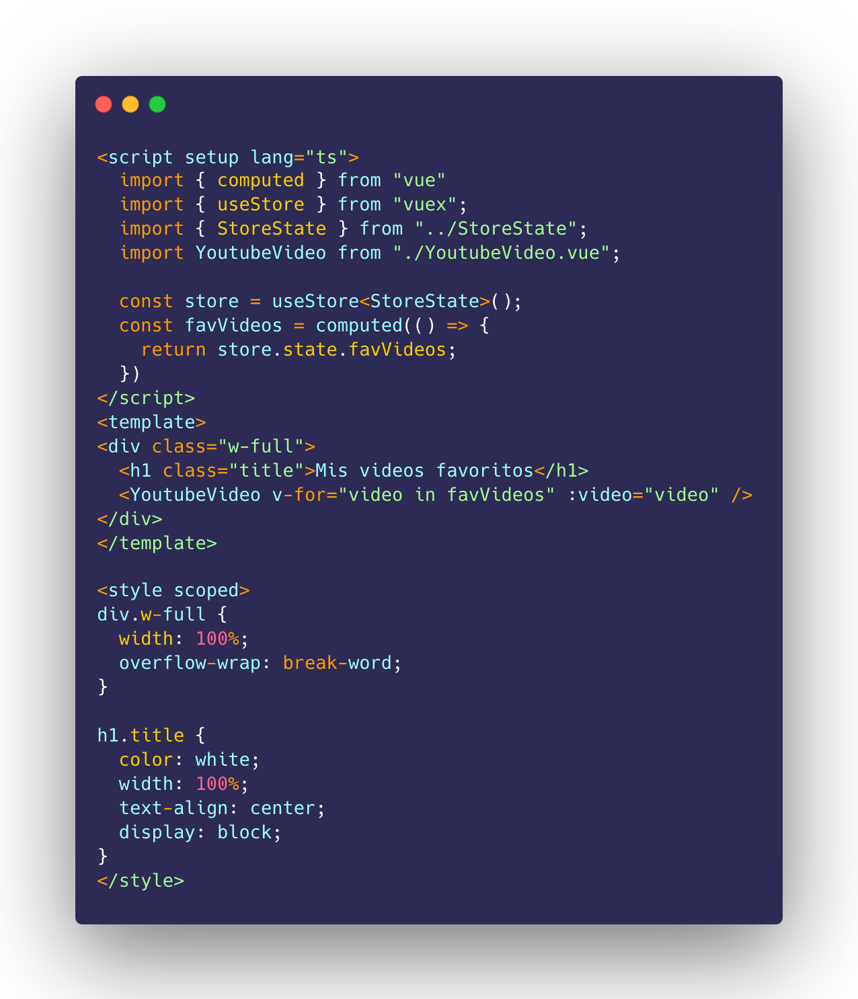 <script setup lang="ts">
  import { computed } from "vue"
  import { useStore } from "vuex";
  import { StoreState } from "../StoreState";
  import YoutubeVideo from "./YoutubeVideo.vue";

  const store = useStore<StoreState>();
  const favVideos = computed(() => {
    return store.state.favVideos;
  })
</script>
<template>
<div class="w-full">
  <h1 class="title">Mis videos favoritos</h1>
  <YoutubeVideo v-for="video in favVideos" :video="video" />
</div>
</template>

<style scoped>
div.w-full {
  width: 100%;
  overflow-wrap: break-word;
}

h1.title {
  color: white;
  width: 100%;
  text-align: center;
  display: block;
}
</style>